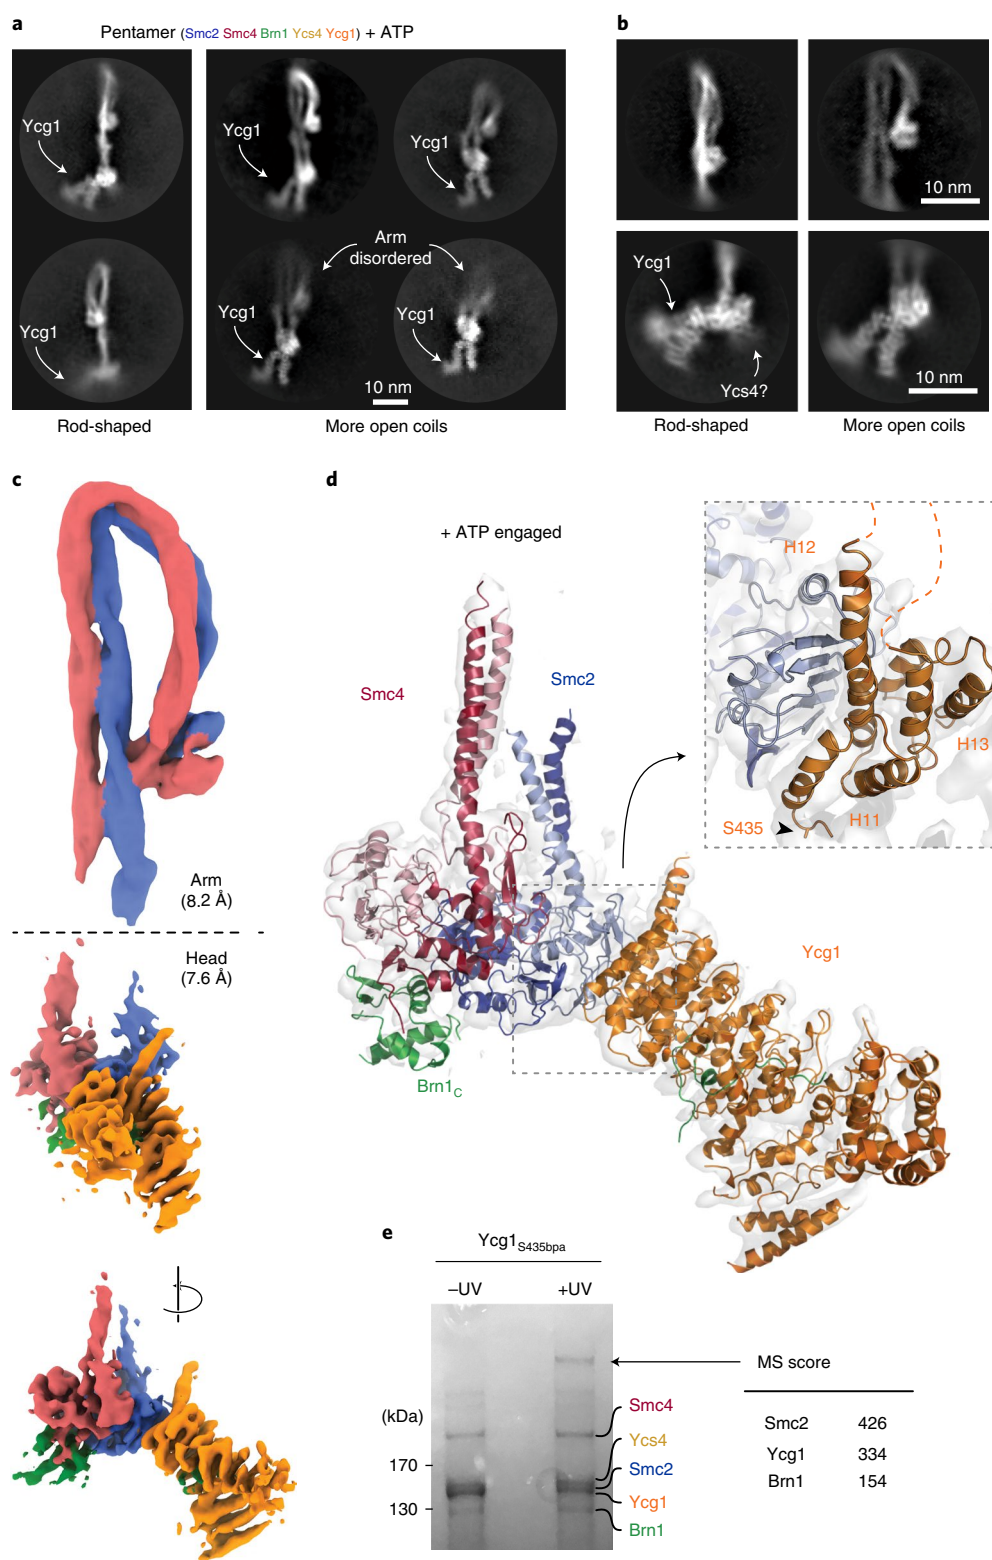 a
Pentamer (Smc2 Smc4 Brn1 Ycs4 Ycg1) + ATP
Ycg1
Ycg1
Ycg1
Arm
disordered
Ycg1
Ycg1
Ycg1
10 nm
Rod-shaped
More open coils
b
10 nm
Ycg1
Ycs4?
10 nm
Rod-shaped
More open coils
c
Arm
(8.2 Å)
Head
(7.6 Å)
d
+ ATP engaged
Smc4
Smc2
H12
H13
H11
S435
Ycg1
Brn1C
e
Ycg1S435bpa
–UV
+UV
MS score
(kDa)
170
130
Smc4
Ycs4
Smc2
Ycg1
Brn1
Smc2 426
Ycg1 334
Brn1 154